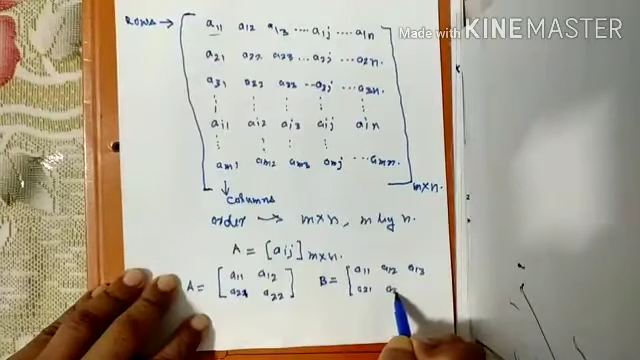 Made with KINEMASTER
Rows → [ a11 a12 a13 .... a1j .... a1n
a21 a22 a23 ... a2j ... a2n.
a31 a32 a33 ... a3j ... a3n.
⋮ ⋮ ⋮ ⋮ ⋮
ai1 ai2 ai3 aij ain
⋮ ⋮ ⋮
am1 am2 am3 amj ... amn. ] m×n.
↓
columns
order → m×n, m by n.
A = [aij] m×n.
A = [ a11 a12 B = [ a11 a12 a13
a21 a22 ] a21 a2